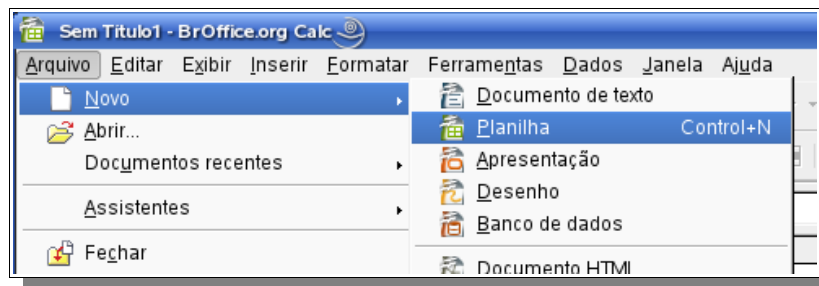 Sem Titulo1 - BrOffice.org Calc
Arquivo Editar Exibir Inserir Formatar Ferramentas Dados Janela Ajuda
Novo
Abrir...
Documentos recentes
Assistentes
Fechar
Documento de texto
Planilha Control+N
Apresentação
Desenho
Banco de dados
Documento HTML